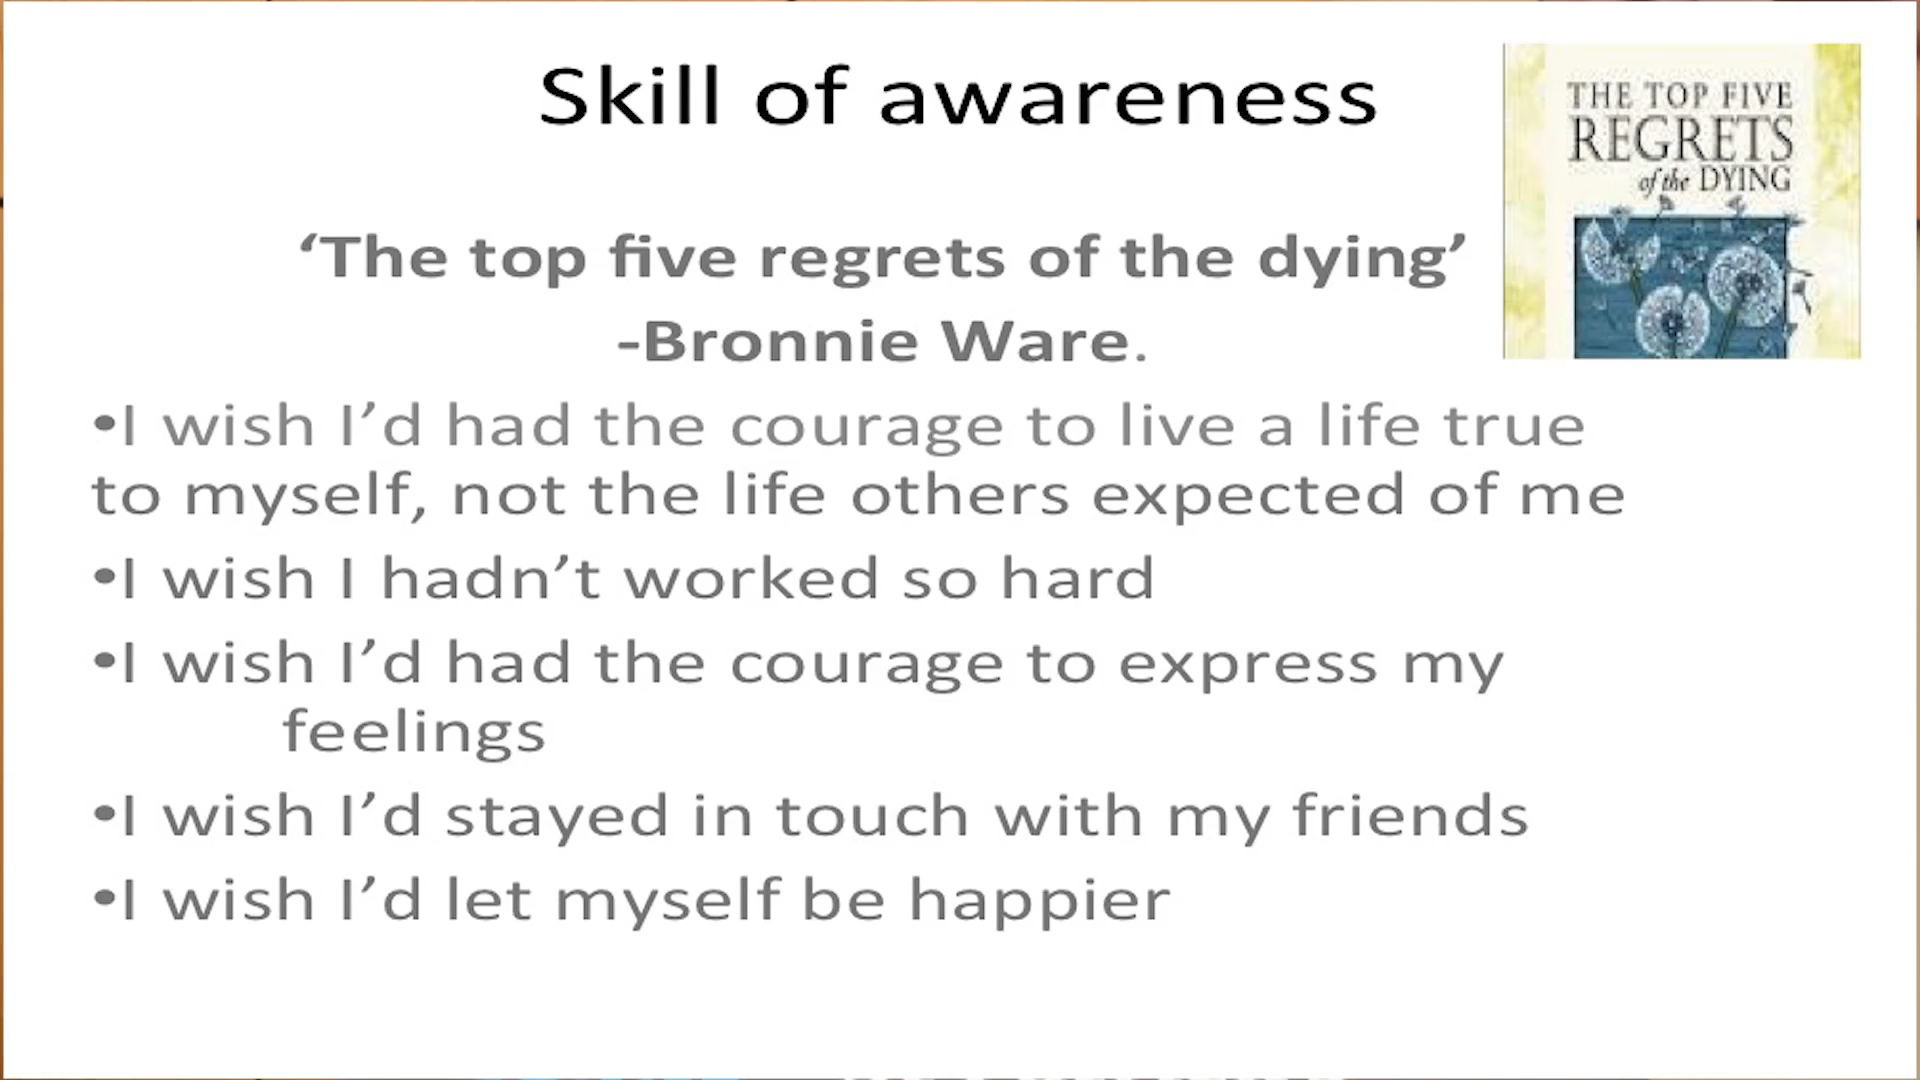 Skill of awareness
THE TOP FIVE
REGRETS
of the DYING
‘The top five regrets of the dying’
-Bronnie Ware.
•I wish I’d had the courage to live a life true
to myself, not the life others expected of me
•I wish I hadn’t worked so hard
•I wish I’d had the courage to express my
feelings
•I wish I’d stayed in touch with my friends
•I wish I’d let myself be happier